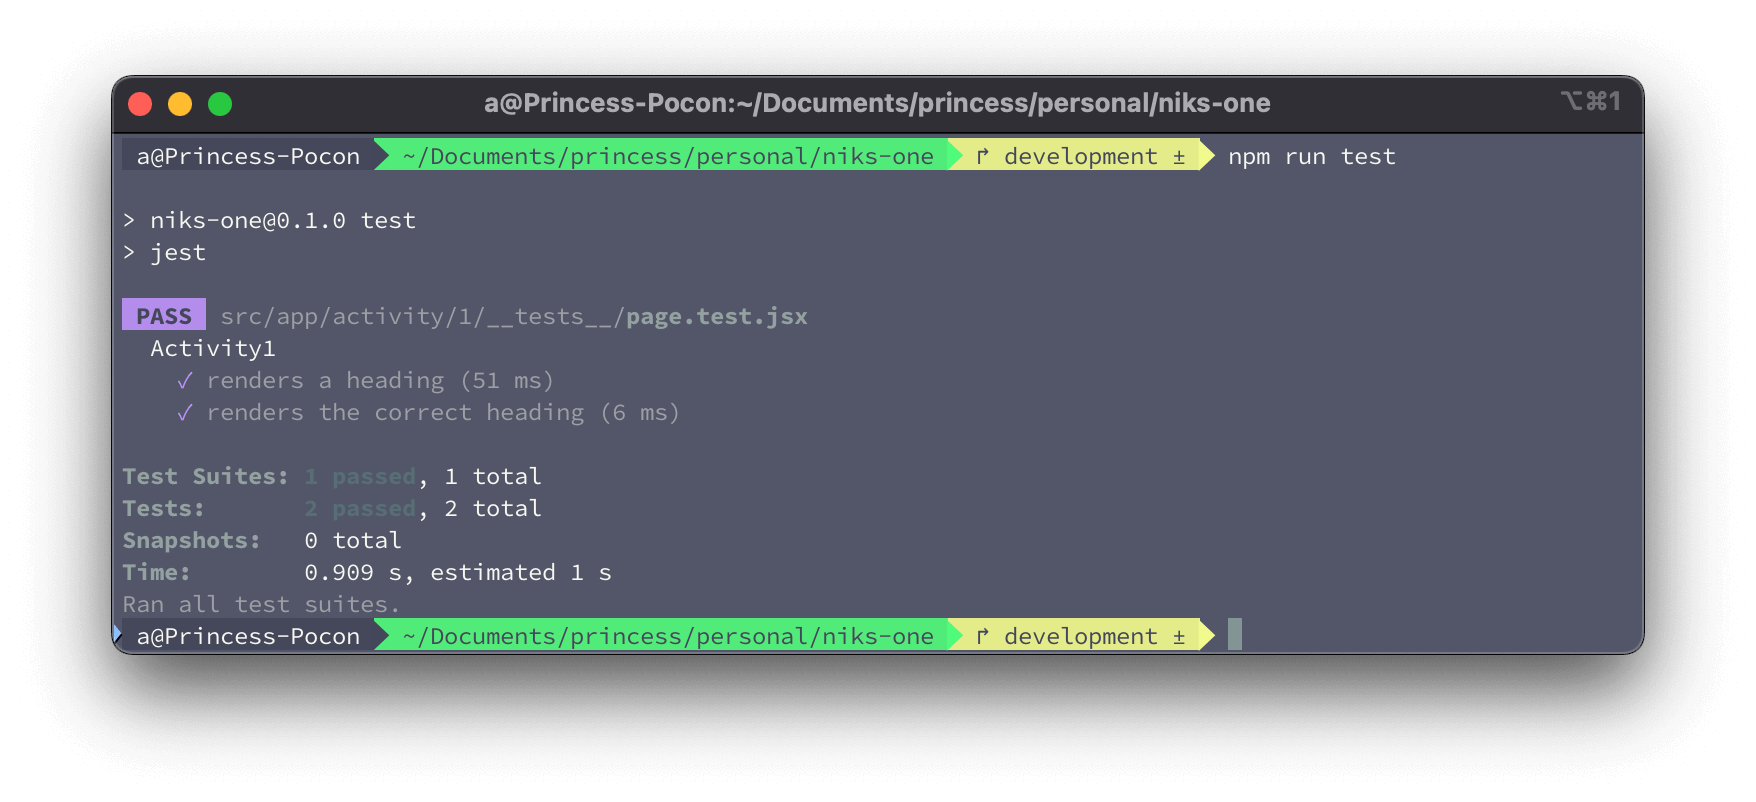 a@Princess-Pocon:~/Documents/princess/personal/niks-one ⌥⌘1
a@Princess-Pocon ~/Documents/princess/personal/niks-one ↱ development ± npm run test
> niks-one@0.1.0 test
> jest
PASS src/app/activity/1/__tests__/page.test.jsx
Activity1
✓ renders a heading (51 ms)
✓ renders the correct heading (6 ms)
Test Suites: 1 passed, 1 total
Tests: 2 passed, 2 total
Snapshots: 0 total
Time: 0.909 s, estimated 1 s
Ran all test suites.
a@Princess-Pocon ~/Documents/princess/personal/niks-one ↱ development ±